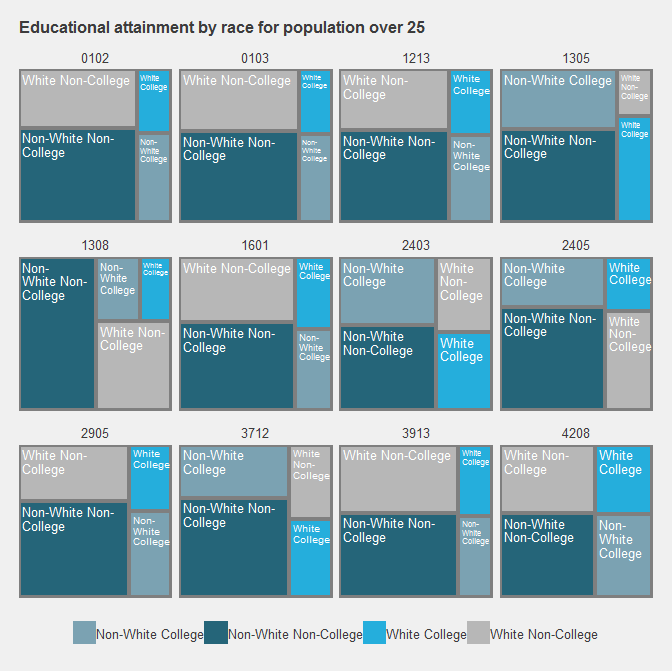 Educational attainment by race for population over 25
0102
0103
1213
1305
White Non-College
White
College
Non-White Non-
College
Non-
White
College
White Non-College
White
College
Non-White Non-
College
Non-
White
College
White Non-
College
White
College
Non-White Non-
College
Non-
White
College
Non-White College
White
Non-
College
Non-White Non-
College
White
College
1308
1601
2403
2405
Non-
White Non-
College
Non-
White
College
White
College
White Non-
College
White Non-College
White
College
Non-White Non-
College
Non-
White
College
Non-White
College
White
Non-
College
Non-White
Non-College
White
College
Non-White
College
White
College
Non-White Non-
College
White
Non-
College
2905
3712
3913
4208
White Non-
College
White
College
Non-White Non-
College
Non-
White
College
Non-White
College
White
Non-
College
Non-White Non-
College
White
College
White Non-College
White
College
Non-White Non-
College
Non-
White
College
White Non-
College
White
College
Non-White
Non-College
Non-
White
College
Non-White College Non-White Non-College White College White Non-College